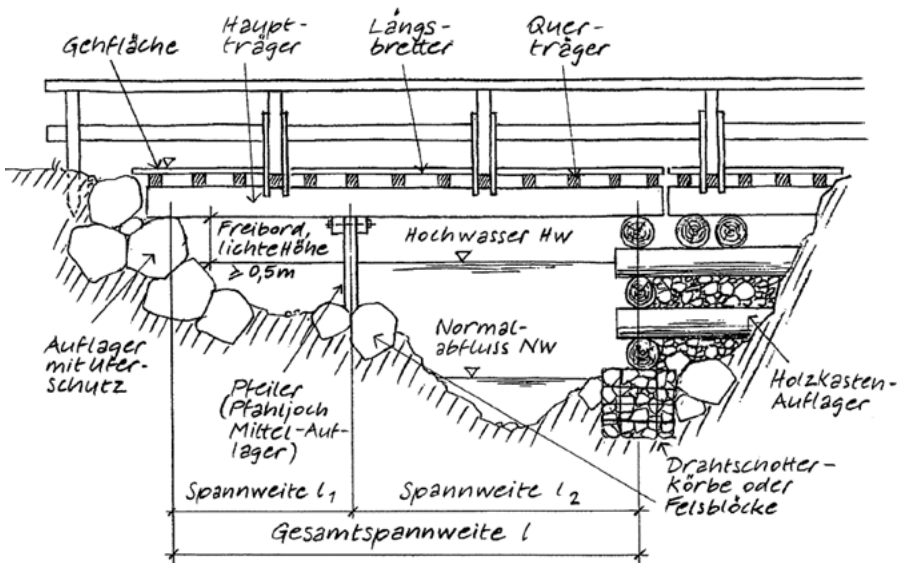 Gehfläche
Haupt-
träger
Längs-
bretter
Quer-
träger
Freibord,
lichte Höhe
≥ 0,5m
Hochwasser Hw
Normal-
abfluss Nw
Auflager
mit Ufer-
schutz
Pfeiler
(Pfahljoch
Mittel-Auf-
lager)
Holzkasten-
Auflager
Drahtschotter-
körbe oder
Felsblöcke
Spannweite l₁
Spannweite l₂
Gesamtspannweite l